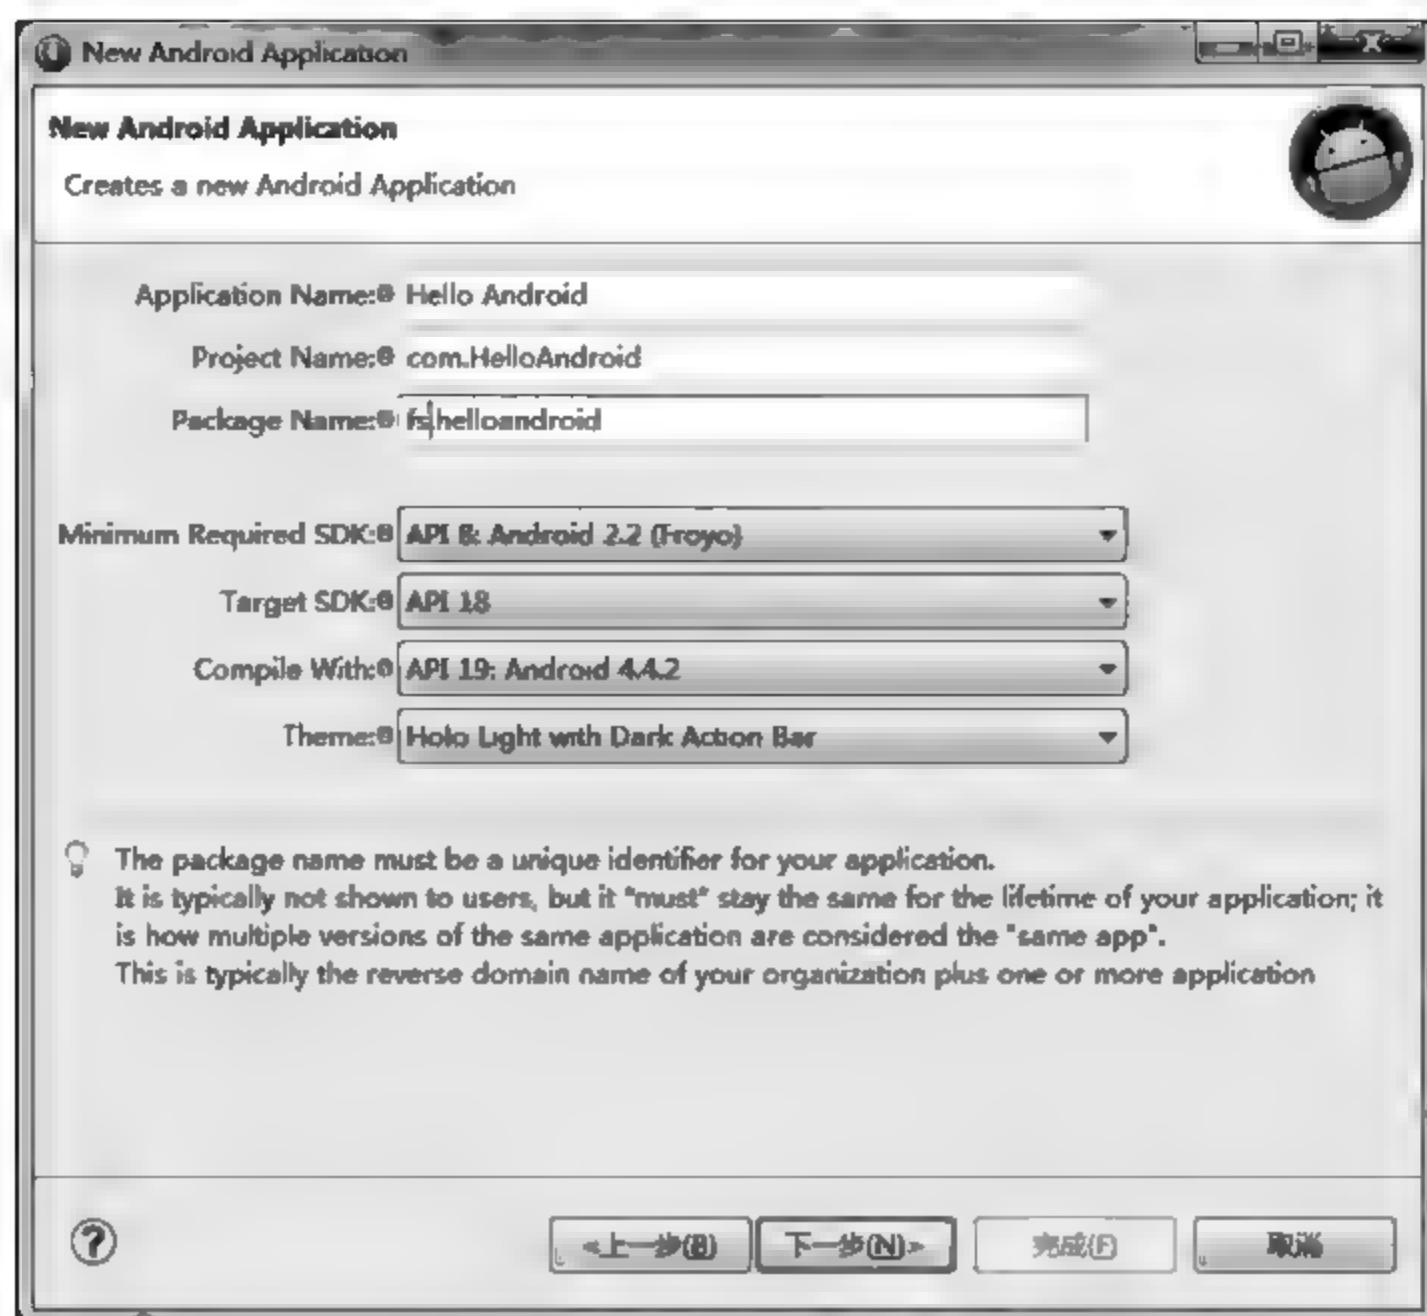 New Android Application
New Android Application
Creates a new Android Application
Application Name: Hello Android
Project Name: com.HelloAndroid
Package Name: fs.helloandroid
Minimum Required SDK: API 8: Android 2.2 (Froyo)
Target SDK: API 18
Compile With: API 19: Android 4.4.2
Theme: Holo Light with Dark Action Bar
The package name must be a unique identifier for your application.
It is typically not shown to users, but it *must* stay the same for the lifetime of your application; it
is how multiple versions of the same application are considered the "same app".
This is typically the reverse domain name of your organization plus one or more application
<上一步(B) 下一步(N)> 完成(F) 取消